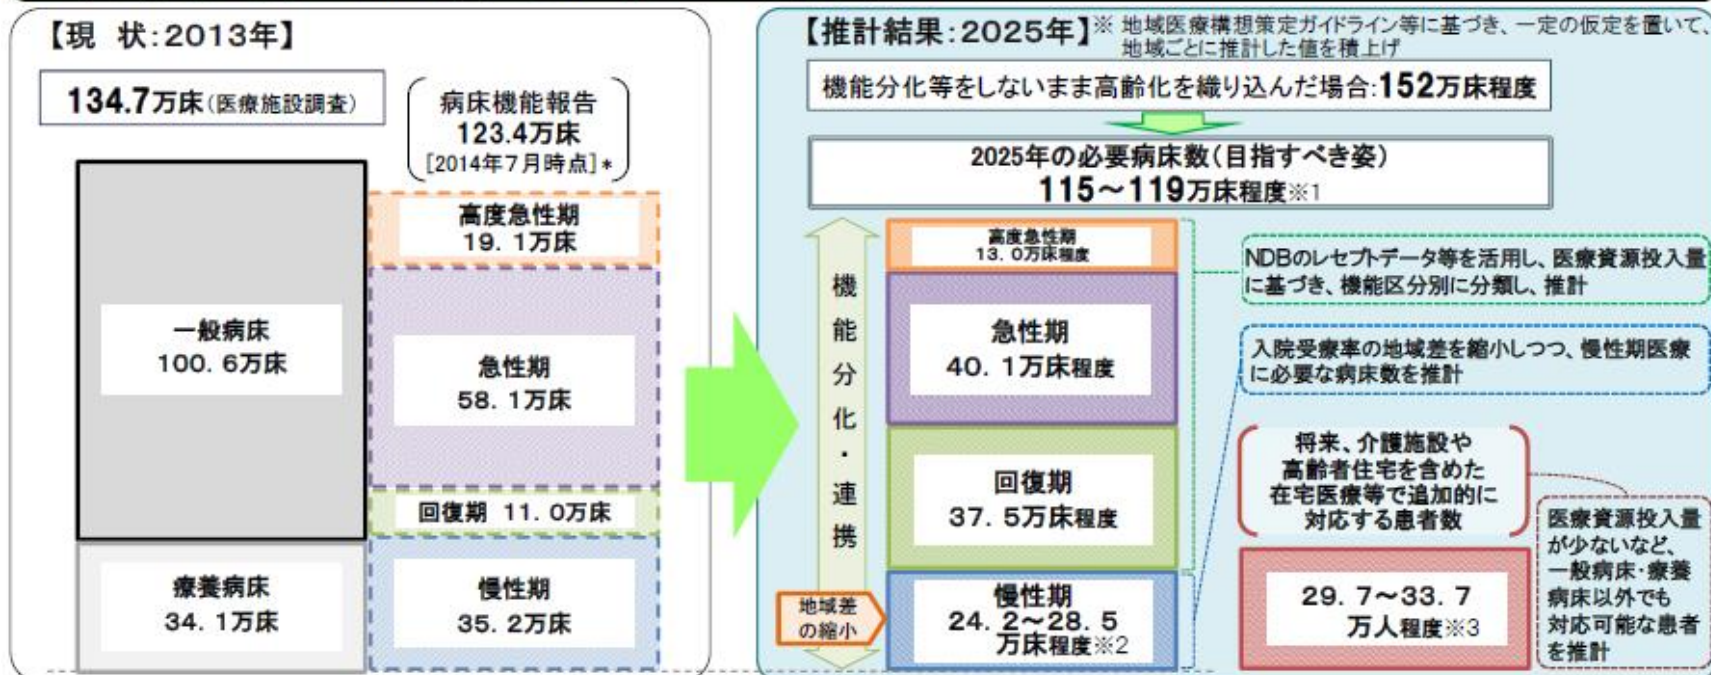 【現 状:2013年】
134.7万床(医療施設調査)
病床機能報告
123.4万床
[2014年7月時点]*
一般病床
100.6万床
療養病床
34.1万床
高度急性期
19.1万床
急性期
58.1万床
回復期 11.0万床
慢性期
35.2万床
【推計結果:2025年】※ 地域医療構想策定ガイドライン等に基づき、一定の仮定を置いて、
地域ごとに推計した値を積上げ
機能分化等をしないまま高齢化を織り込んだ場合:152万床程度
2025年の必要病床数(目指すべき姿)
115~119万床程度※1
機能分化・連携
地域差
の縮小
高度急性期
13.0万床程度
急性期
40.1万床程度
回復期
37.5万床程度
慢性期
24.2~28.5
万床程度※2
NDBのレセプトデータ等を活用し、医療資源投入量
に基づき、機能区分別に分類し、推計
入院受療率の地域差を縮小しつつ、慢性期医療
に必要な病床数を推計
将来、介護施設や
高齢者住宅を含めた
在宅医療等で追加的に
対応する患者数
29.7~33.7
万人程度※3
医療資源投入量
が少ないなど、
一般病床・療養
病床以外でも
対応可能な患者
を推計